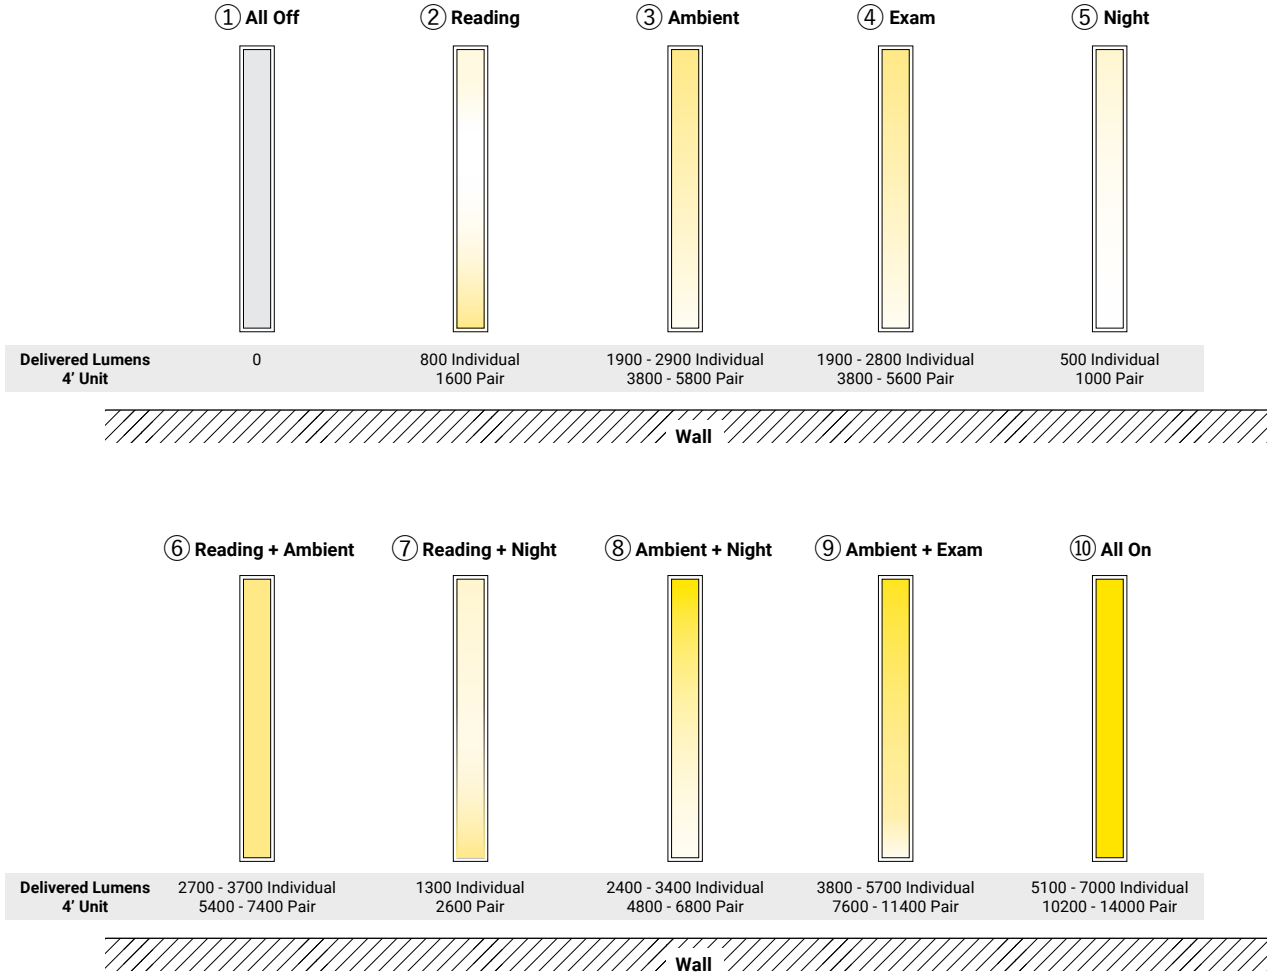 ① All Off
② Reading
③ Ambient
④ Exam
⑤ Night
Delivered Lumens
4’ Unit
0
800 Individual
1600 Pair
1900 - 2900 Individual
3800 - 5800 Pair
1900 - 2800 Individual
3800 - 5600 Pair
500 Individual
1000 Pair
Wall
⑥ Reading + Ambient
⑦ Reading + Night
⑧ Ambient + Night
⑨ Ambient + Exam
⑩ All On
Delivered Lumens
4’ Unit
2700 - 3700 Individual
5400 - 7400 Pair
1300 Individual
2600 Pair
2400 - 3400 Individual
4800 - 6800 Pair
3800 - 5700 Individual
7600 - 11400 Pair
5100 - 7000 Individual
10200 - 14000 Pair
Wall